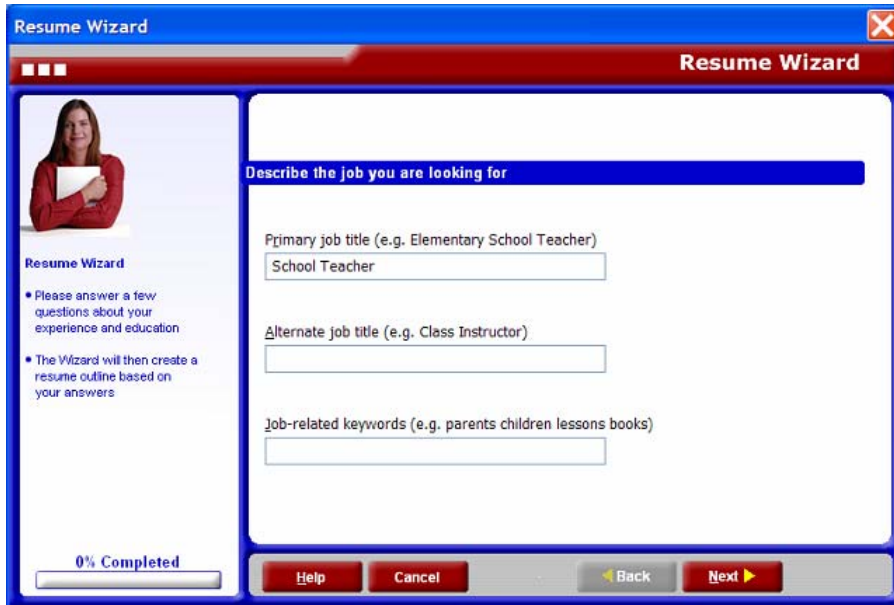 Resume Wizard
Resume Wizard
Resume Wizard
• Please answer a few
questions about your
experience and education
• The Wizard will then create a
resume outline based on
your answers
0% Completed
Describe the job you are looking for
Primary job title (e.g. Elementary School Teacher)
School Teacher
Alternate job title (e.g. Class Instructor)
Job-related keywords (e.g. parents children lessons books)
Help Cancel Back Next